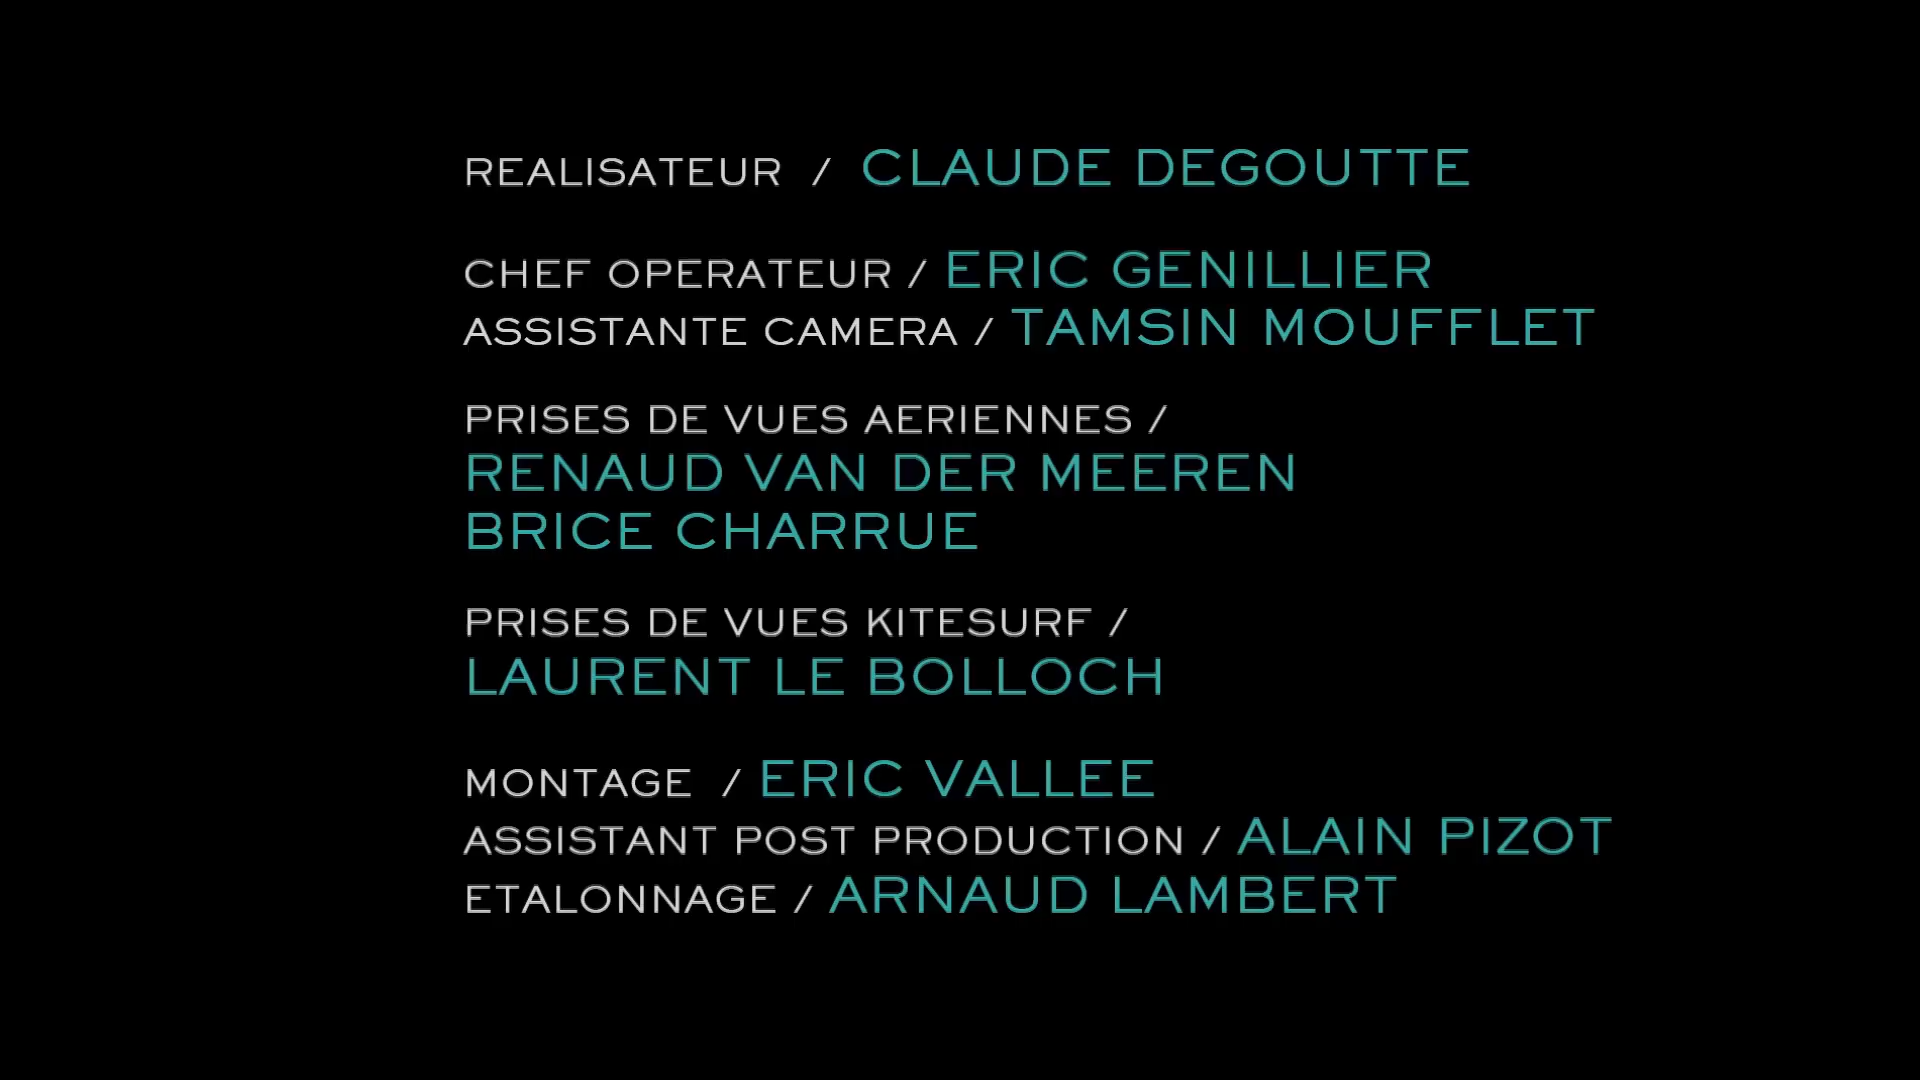 REALISATEUR / CLAUDE DEGOUTTE
CHEF OPERATEUR / ERIC GENILLIER
ASSISTANTE CAMERA / TAMSIN MOUFFLET
PRISES DE VUES AERIENNES /
RENAUD VAN DER MEEREN
BRICE CHARRUE
PRISES DE VUES KITESURF /
LAURENT LE BOLLOCH
MONTAGE / ERIC VALLEE
ASSISTANT POST PRODUCTION / ALAIN PIZOT
ETALONNAGE / ARNAUD LAMBERT